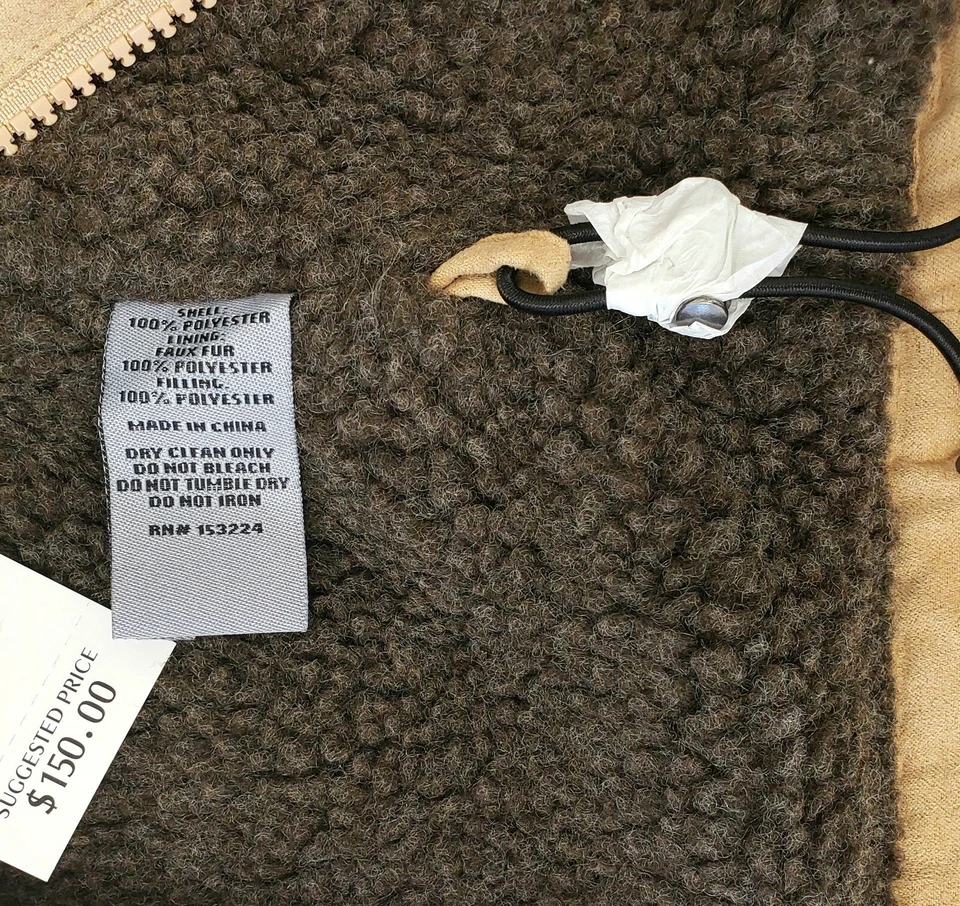 SHELL:
100% POLYESTER
LINING:
FAUX FUR
100% POLYESTER
FILLING:
100% POLYESTER
MADE IN CHINA
DRY CLEAN ONLY
DO NOT BLEACH
DO NOT TUMBLE DRY
DO NOT IRON
RN# 153224
SUGGESTED PRICE
$150.00